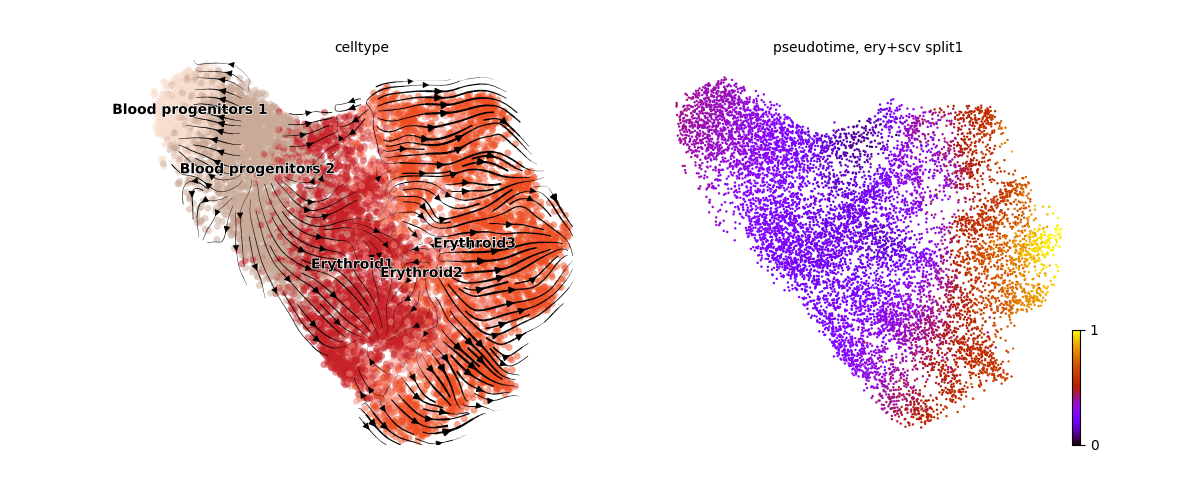 celltype
pseudotime, ery+scv split1
Blood progenitors 1
Blood progenitors 2
Erythroid3
Erythroid1
Erythroid2
1
0